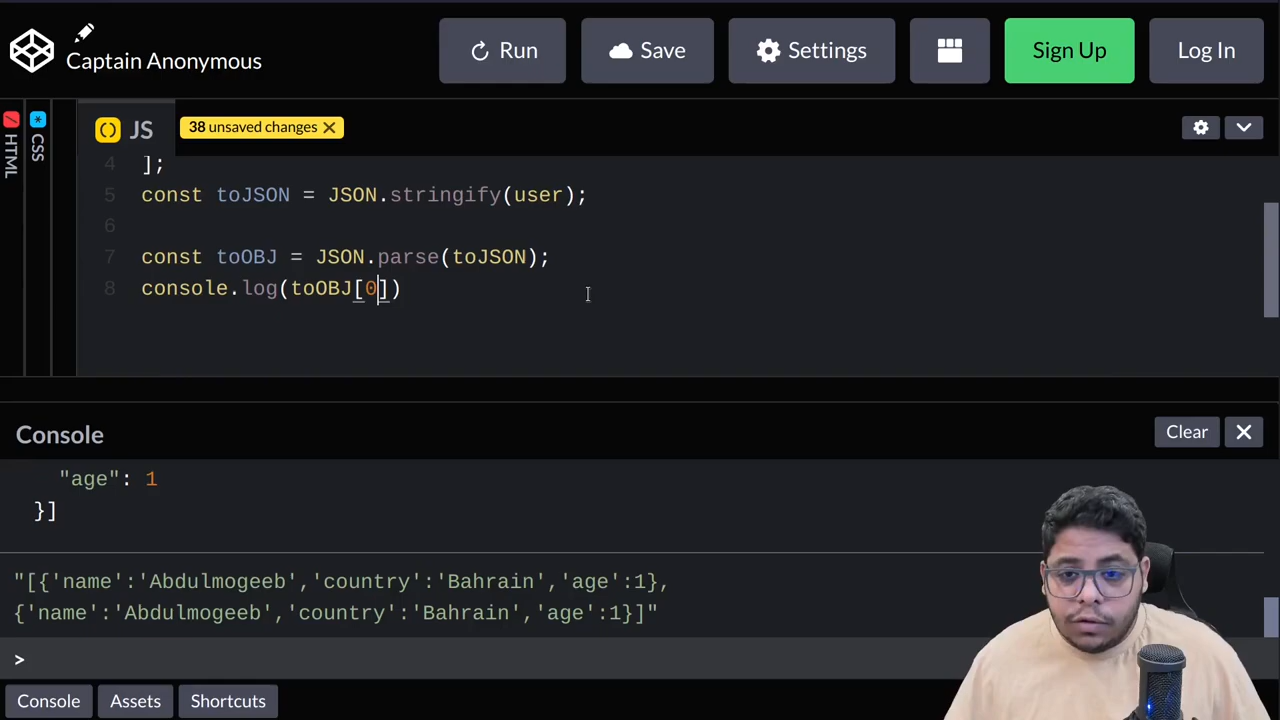 Captain Anonymous
Run
Save
Settings
Sign Up
Log In
HTML
CSS
JS
38 unsaved changes
4 ];
5 const toJSON = JSON.stringify(user);
6
7 const toOBJ = JSON.parse(toJSON);
8 console.log(toOBJ[0])
Console
Clear
"age": 1
}]
"[{'name':'Abdulmogeeb','country':'Bahrain','age':1},
{'name':'Abdulmogeeb','country':'Bahrain','age':1}]"
>
Console
Assets
Shortcuts